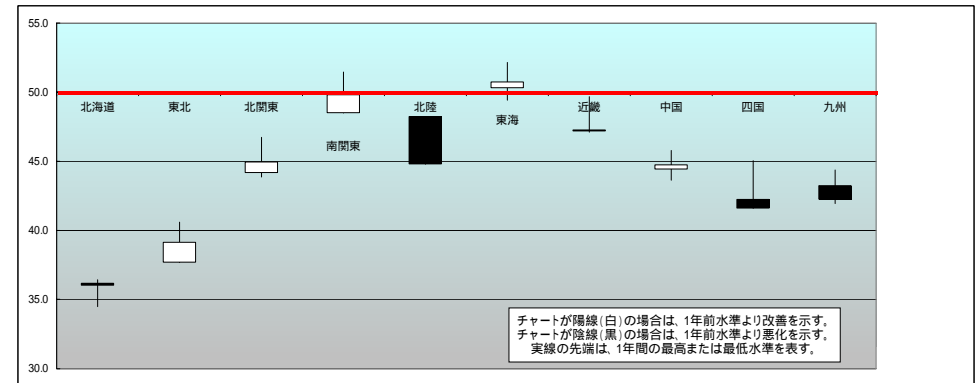 55.0
50.0
北海道 東北 北関東 北陸 近畿 中国 四国 九州
東海
南関東
45.0
40.0
35.0
チャートが陽線(白)の場合は、1年前水準より改善を示す。
チャートが陰線(黒)の場合は、1年前水準より悪化を示す。
実線の先端は、1年間の最高または最低水準を表す。
30.0